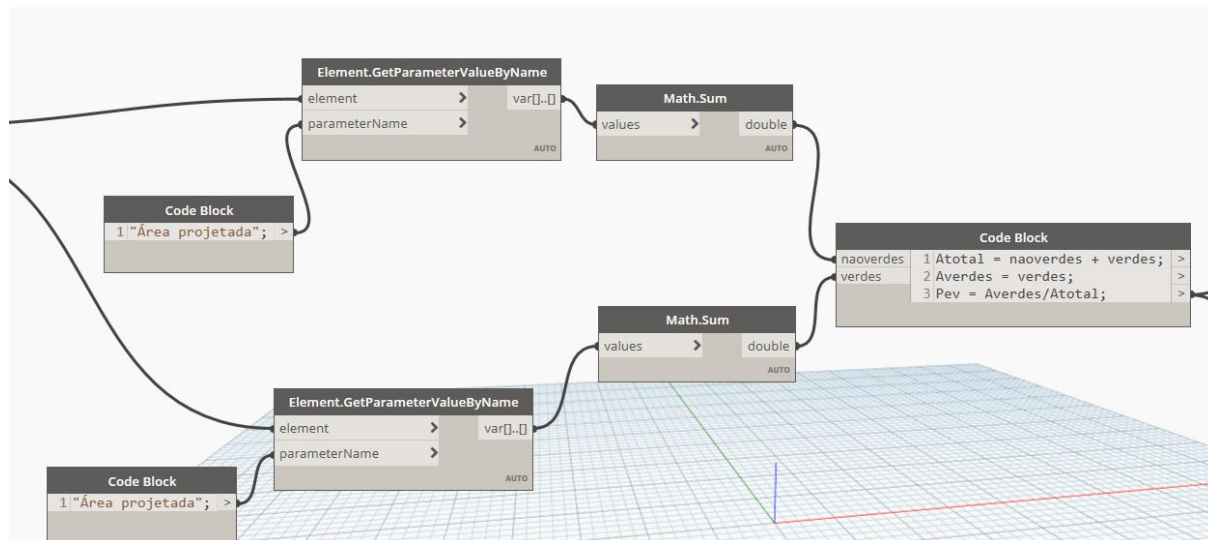 Element.GetParameterValueByName
element > var[]..[]
parameterName >
AUTO
Math.Sum
values > double
AUTO
Code Block
1 "Área projetada"; >
Code Block
naoverdes 1 Atotal = naoverdes + verdes; >
verdes 2 Averdes = verdes; >
3 Pev = Averdes/Atotal; >
Math.Sum
values > double
AUTO
Element.GetParameterValueByName
element > var[]..[]
parameterName >
AUTO
Code Block
1 "Área projetada"; >